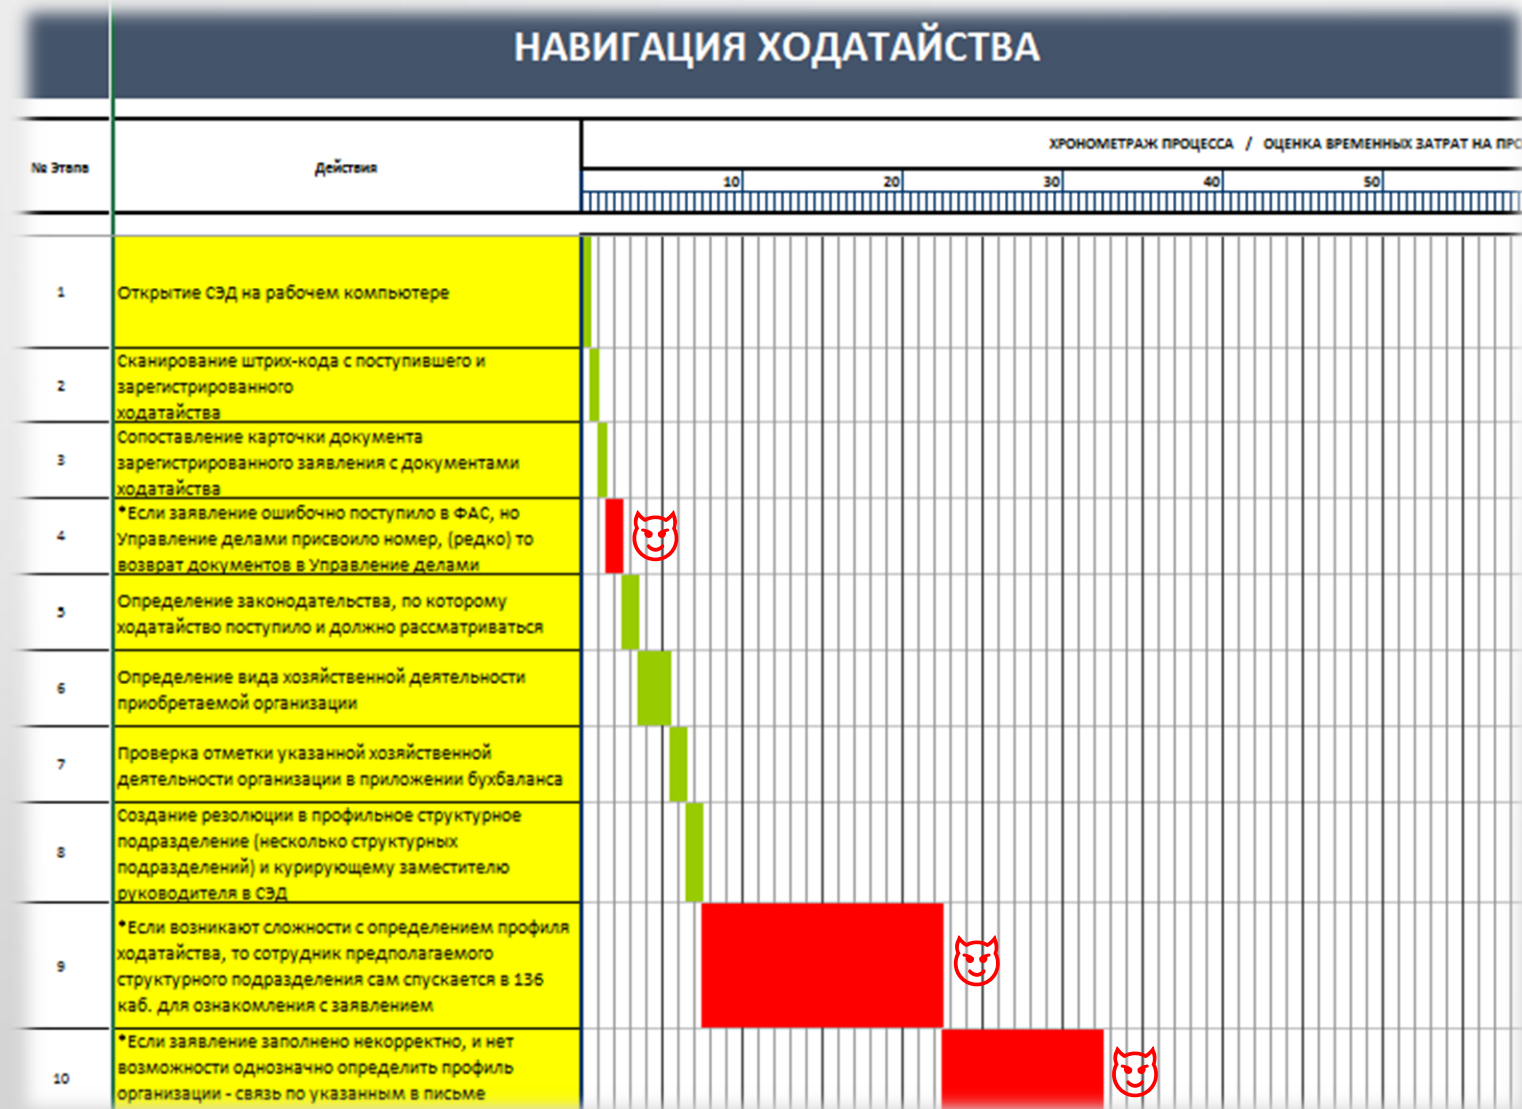 НАВИГАЦИЯ ХОДАТАЙСТВА
ХРОНОМЕТРАЖ ПРОЦЕССА / ОЦЕНКА ВРЕМЕННЫХ ЗАТРАТ НА ПРО
№ Этапа
Действия
10 20 30 40 50
1
Открытие СЭД на рабочем компьютере
2
Сканирование штрих-кода с поступившего и
зарегистрированного
ходатайства
3
Сопоставление карточки документа
зарегистрированного заявления с документами
ходатайства
4
*Если заявление ошибочно поступило в ФАС, но
Управление делами присвоило номер, (редко) то
возврат документов в Управление делами
5
Определение законодательства, по которому
ходатайство поступило и должно рассматриваться
6
Определение вида хозяйственной деятельности
приобретаемой организации
7
Проверка отметки указанной хозяйственной
деятельности организации в приложении бухбаланса
8
Создание резолюции в профильное структурное
подразделение (несколько структурных
подразделений) и курирующему заместителю
руководителя в СЭД
9
*Если возникают сложности с определением профиля
ходатайства, то сотрудник предполагаемого
структурного подразделения сам спускается в 136
каб. для ознакомления с заявлением
10
*Если заявление заполнено некорректно, и нет
возможности однозначно определить профиль
организации - связь по указанным в письме